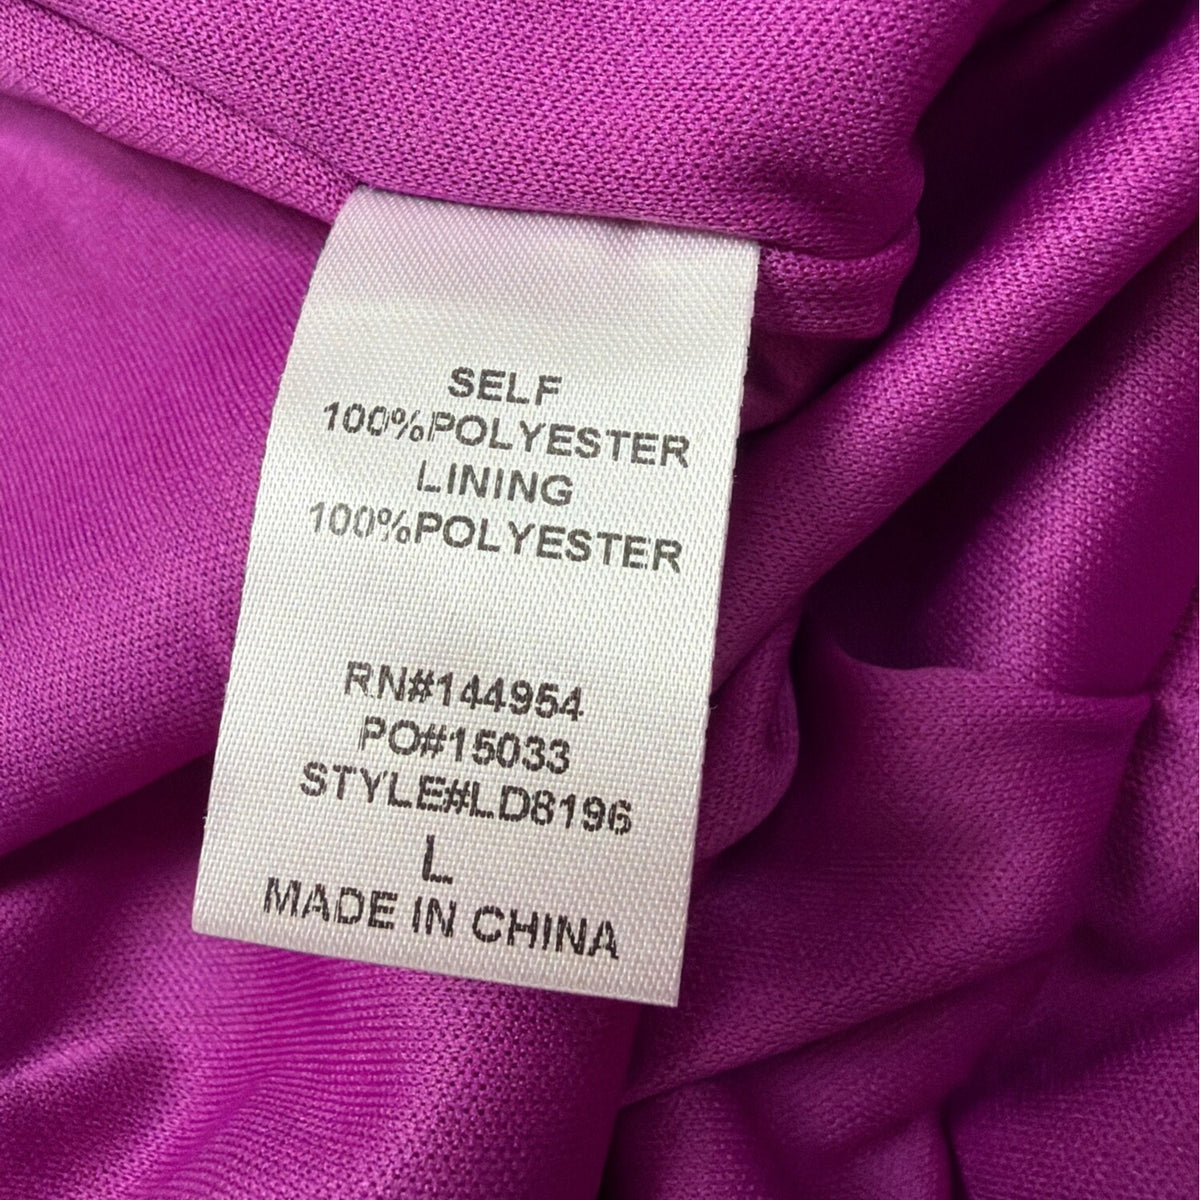 SELF
100%POLYESTER
LINING
100%POLYESTER
RN#144954
PO#15033
STYLE#LD8196
L
MADE IN CHINA